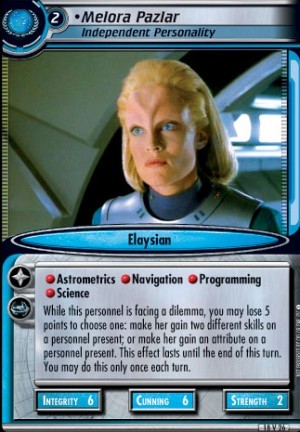 2 •Melora Pazlar
Independent Personality
Elaysian
Astrometrics Navigation Programming
Science
While this personnel is facing a dilemma, you may lose 5
points to choose one: make her gain two different skills on
a personnel present; or make her gain an attribute on a
personnel present. This effect lasts until the end of this turn.
You may do this only once each turn.
INTEGRITY 6 CUNNING 6 STRENGTH 2